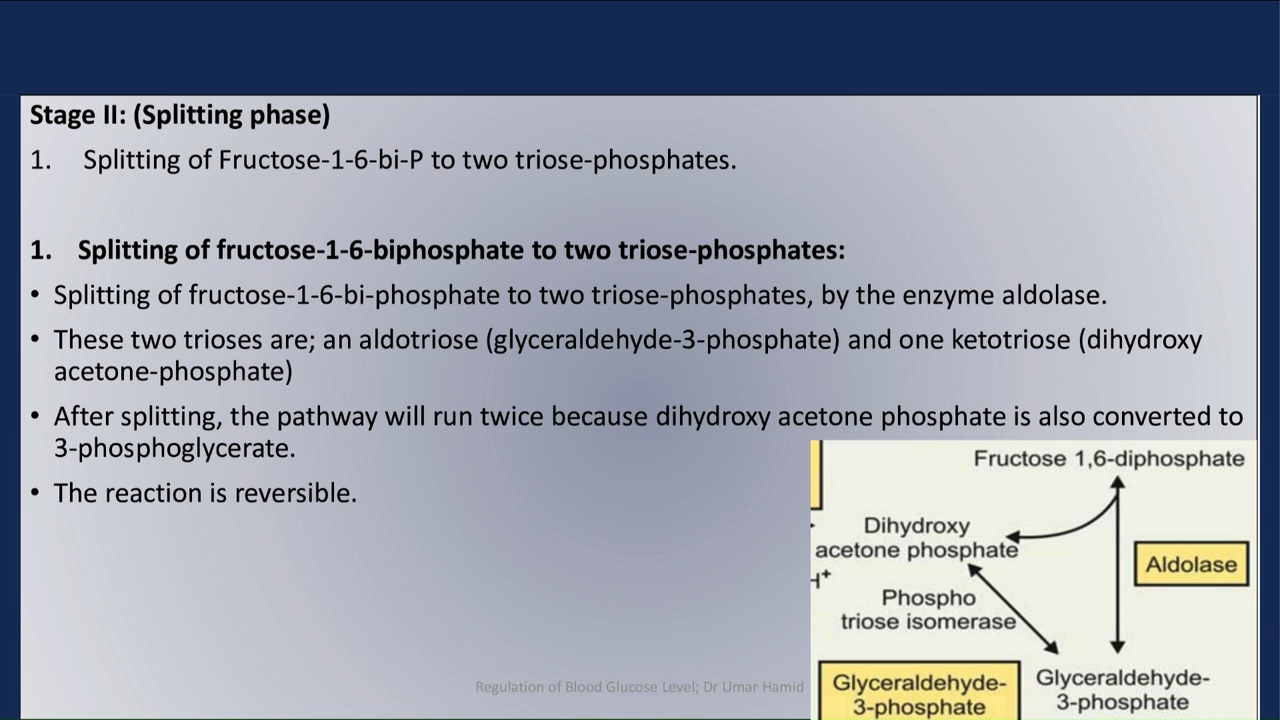 Stage II: (Splitting phase)
1. Splitting of Fructose-1-6-bi-P to two triose-phosphates.
1. Splitting of fructose-1-6-biphosphate to two triose-phosphates:
• Splitting of fructose-1-6-bi-phosphate to two triose-phosphates, by the enzyme aldolase.
• These two trioses are; an aldotriose (glyceraldehyde-3-phosphate) and one ketotriose (dihydroxy
acetone-phosphate)
• After splitting, the pathway will run twice because dihydroxy acetone phosphate is also converted to
3-phosphoglycerate.
• The reaction is reversible.
Fructose 1,6-diphosphate
Dihydroxy
acetone phosphate
Aldolase
H⁺
Phospho
triose isomerase
Glyceraldehyde-
3-phosphate
Glyceraldehyde-
3-phosphate
Regulation of Blood Glucose Level; Dr Umar Hamid